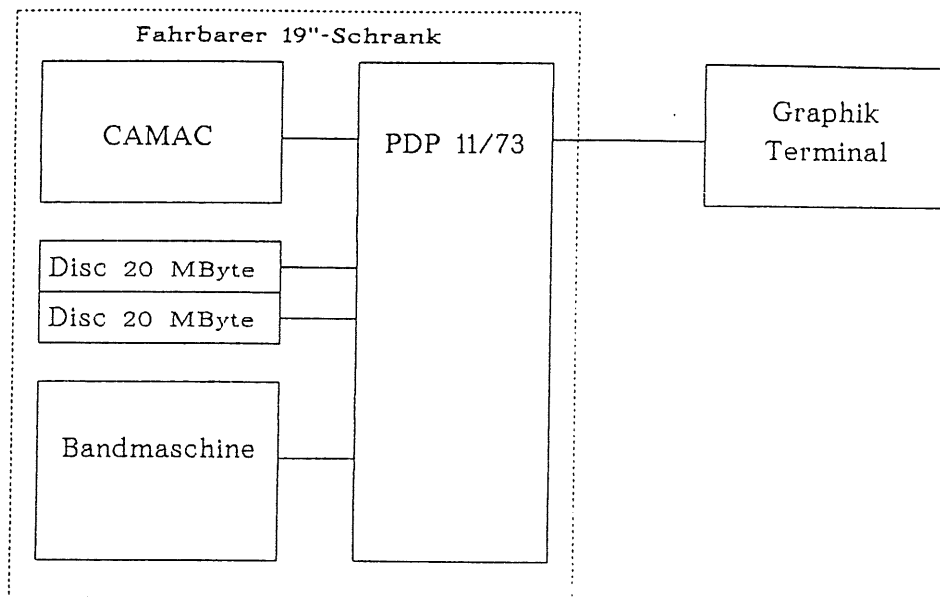 Fahrbarer 19"-Schrank
CAMAC
PDP 11/73
Graphik
Terminal
Disc 20 MByte
Disc 20 MByte
Bandmaschine